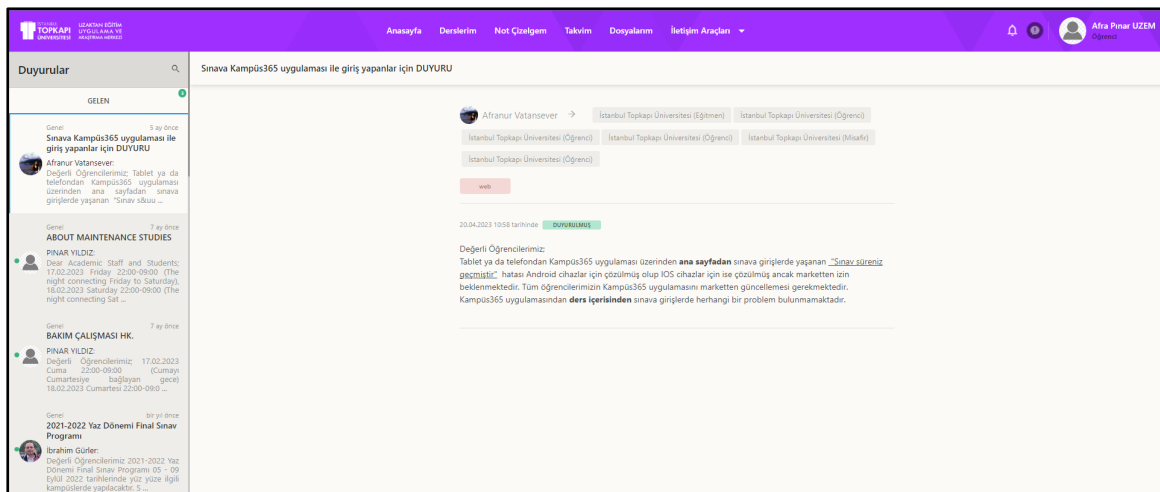 İSTANBUL
TOPKAPI
ÜNİVERSİTESİ
UZAKTAN EĞİTİM
UYGULAMA VE
ARAŞTIRMA MERKEZİ
Anasayfa Derslerim Not Çizelgem Takvim Dosyalarım İletişim Araçları
Afra Pınar UZEM
Öğrenci
Duyurular
GELEN
3
Genel 5 ay önce
Sınava Kampüs365 uygulaması ile
giriş yapanlar için DUYURU
Afranur Vatansever:
Değerli Öğrencilerimiz; Tablet ya da
telefondan Kampüs365 uygulaması
üzerinden ana sayfadan sınava
girişlerde yaşanan "Sınav s&uu ...
Genel 7 ay önce
ABOUT MAINTENANCE STUDIES
PINAR YILDIZ:
Dear Academic Staff and Students;
17.02.2023 Friday 22:00-09:00 (The
night connecting Friday to Saturday),
18.02.2023 Saturday 22:00-09:00 (The
night connecting Sat ...
Genel 7 ay önce
BAKIM ÇALIŞMASI HK.
PINAR YILDIZ:
Değerli Öğrencilerimiz; 17.02.2023
Cuma 22:00-09:00 (Cumayı
Cumartesiye bağlayan gece)
18.02.2023 Cumartesi 22:00-09:0 ...
Genel bir yıl önce
2021-2022 Yaz Dönemi Final Sınav
Programı
İbrahim Gürler:
Değerli Öğrencilerimiz 2021-2022 Yaz
Dönemi Final Sınav Programı 05 - 09
Eylül 2022 tarihlerinde yüz yüze ilgili
kampüslerde yapılacaktır. S ...
Sınava Kampüs365 uygulaması ile giriş yapanlar için DUYURU
Afranur Vatansever İstanbul Topkapı Üniversitesi (Eğitmen) İstanbul Topkapı Üniversitesi (Öğrenci)
İstanbul Topkapı Üniversitesi (Öğrenci) İstanbul Topkapı Üniversitesi (Öğrenci) İstanbul Topkapı Üniversitesi (Misafir)
İstanbul Topkapı Üniversitesi (Öğrenci)
web
20.04.2023 10:58 tarihinde DUYURULMUŞ
Değerli Öğrencilerimiz;
Tablet ya da telefondan Kampüs365 uygulaması üzerinden ana sayfadan sınava girişlerde yaşanan "Sınav süreniz
geçmiştir" hatası Android cihazlar için çözülmüş olup IOS cihazlar için ise çözülmüş ancak marketten izin
beklenmektedir. Tüm öğrencilerimizin Kampüs365 uygulamasını marketten güncellemesi gerekmektedir.
Kampüs365 uygulamasından ders içerisinden sınava girişlerde herhangi bir problem bulunmamaktadır.